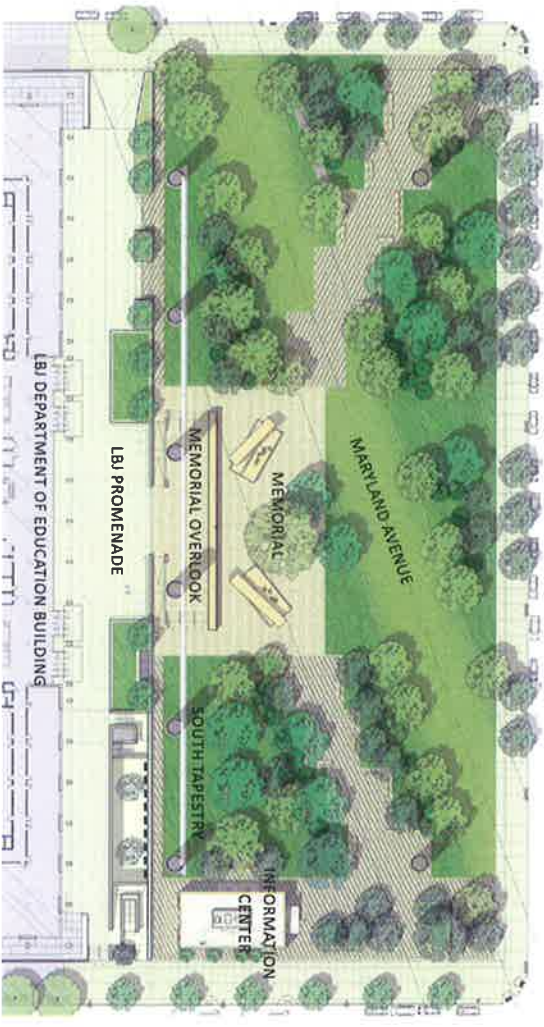 MARYLAND AVENUE
MEMORIAL
MEMORIAL OVERLOOK
SOUTH TAPESTRY
INFORMATION
CENTER
LBJ PROMENADE
LBJ DEPARTMENT OF EDUCATION BUILDING